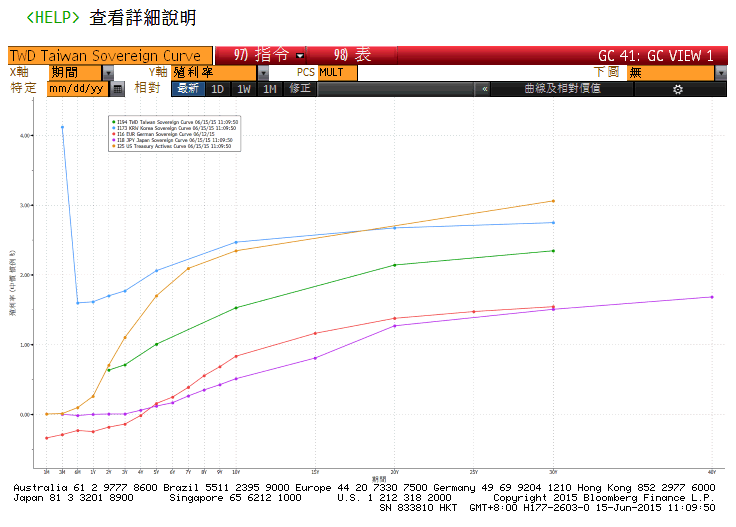 <HELP> 查看詳細說明
TWD Taiwan Sovereign Curve 97) 指令 98) 表 GC 41: GC VIEW 1
X軸 期間 Y軸 殖利率 PCS MULT 下圖 無
特定 mm/dd/yy 相對 最新 1D 1W 1M 修正 « 曲線及相對價值
I194 TWD Taiwan Sovereign Curve 06/15/15 11:09:50
I173 KRW Korea Sovereign Curve 06/15/15 11:09:50
I16 EUR German Sovereign Curve 06/12/15
I18 JPY Japan Sovereign Curve 06/15/15 11:09:50
I25 US Treasury Actives Curve 06/15/15 11:09:50
4.00
3.00
2.00
1.00
0.00
1M 3M 6M 1Y 2Y 3Y 4Y 5Y 6Y 7Y 8Y 9Y 10Y 15Y 20Y 25Y 30Y 40Y
期間
Australia 61 2 9777 8600 Brazil 5511 2395 9000 Europe 44 20 7330 7500 Germany 49 69 9204 1210 Hong Kong 852 2977 6000
Japan 81 3 3201 8900 Singapore 65 6212 1000 U.S. 1 212 318 2000 Copyright 2015 Bloomberg Finance L.P.
SN 833810 HKT GMT+8:00 H177-2603-0 15-Jun-2015 11:09:50